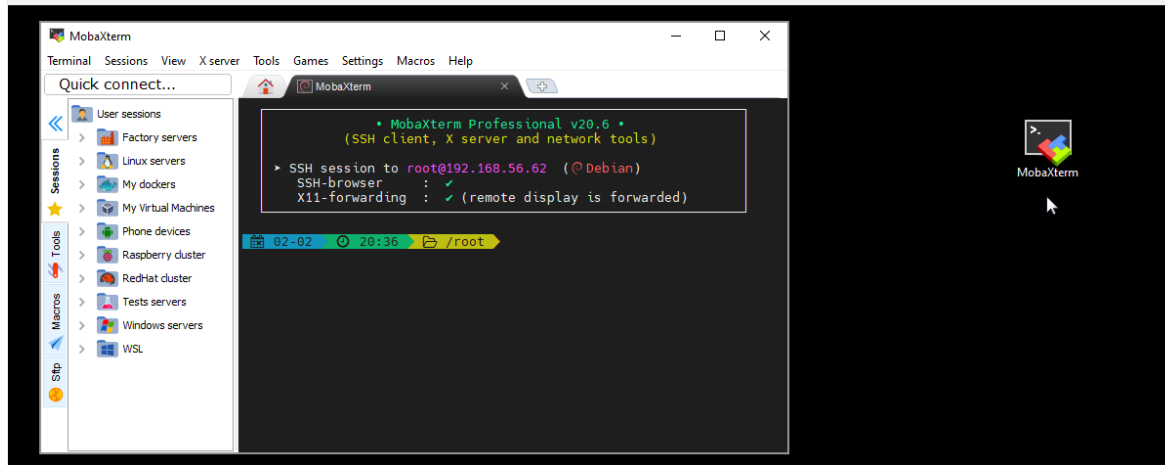 MobaXterm
Terminal Sessions View X server Tools Games Settings Macros Help
Quick connect...
MobaXterm
Sessions
Tools
Macros
Sftp
User sessions
Factory servers
Linux servers
My dockers
My Virtual Machines
Phone devices
Raspberry cluster
RedHat cluster
Tests servers
Windows servers
WSL
• MobaXterm Professional v20.6 •
(SSH client, X server and network tools)
➤ SSH session to root@192.168.56.62 (Debian)
SSH-browser : ✔
X11-forwarding : ✔ (remote display is forwarded)
02-02 20:36 /root
MobaXterm